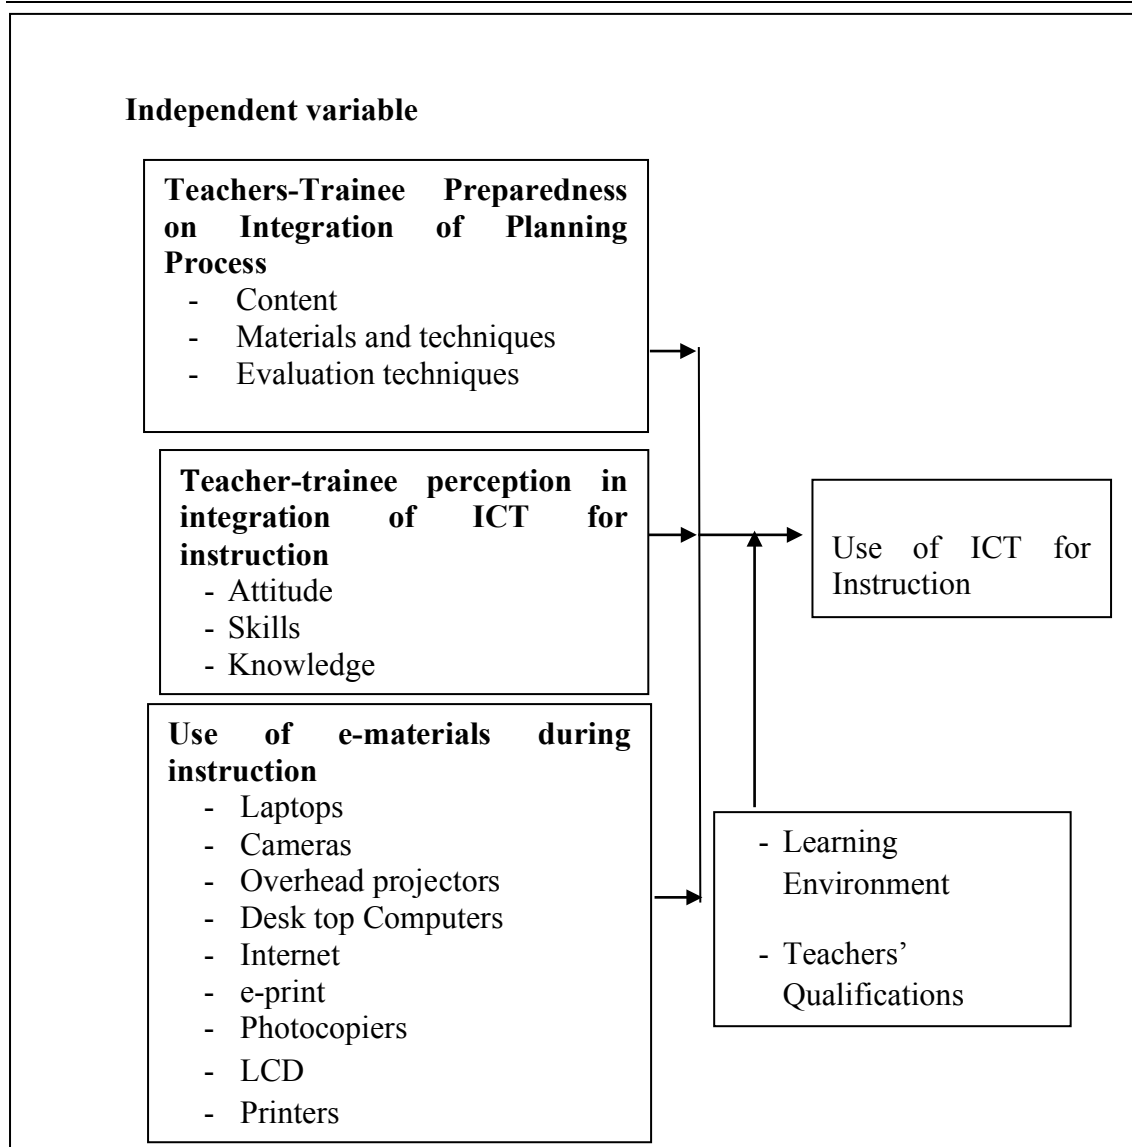 Independent variable
Teachers-Trainee Preparedness
on Integration of Planning
Process
- Content
- Materials and techniques
- Evaluation techniques
Teacher-trainee perception in
integration of ICT for
instruction
- Attitude
- Skills
- Knowledge
Use of e-materials during
instruction
- Laptops
- Cameras
- Overhead projectors
- Desk top Computers
- Internet
- e-print
- Photocopiers
- LCD
- Printers
Use of ICT for
Instruction
- Learning
Environment
- Teachers’
Qualifications